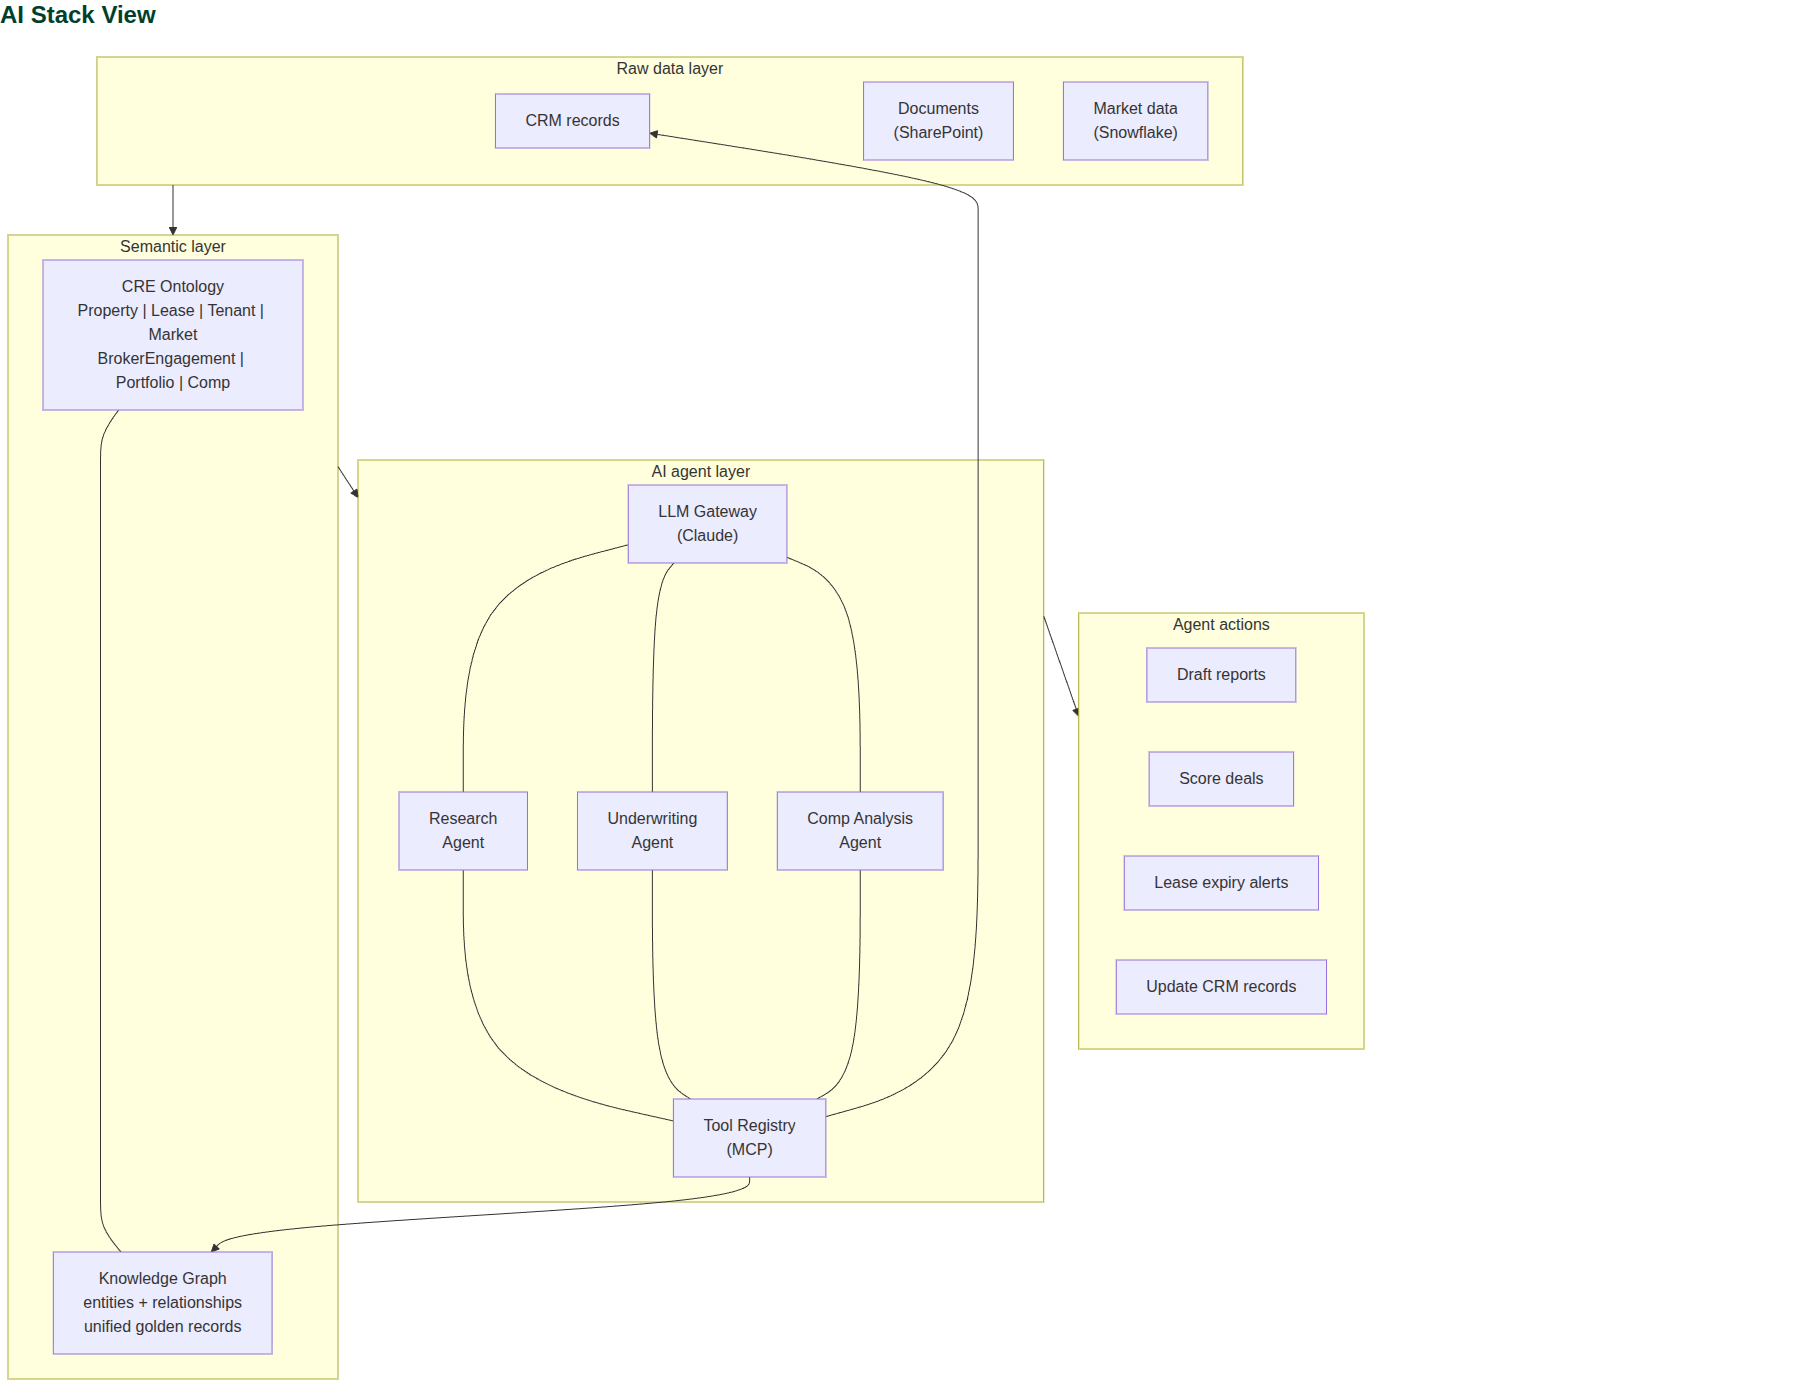 AI Stack View
Raw data layer
CRM records
Documents
(SharePoint)
Market data
(Snowflake)
Semantic layer
CRE Ontology
Property | Lease | Tenant |
Market
BrokerEngagement |
Portfolio | Comp
AI agent layer
LLM Gateway
(Claude)
Research
Agent
Underwriting
Agent
Comp Analysis
Agent
Tool Registry
(MCP)
Agent actions
Draft reports
Score deals
Lease expiry alerts
Update CRM records
Knowledge Graph
entities + relationships
unified golden records